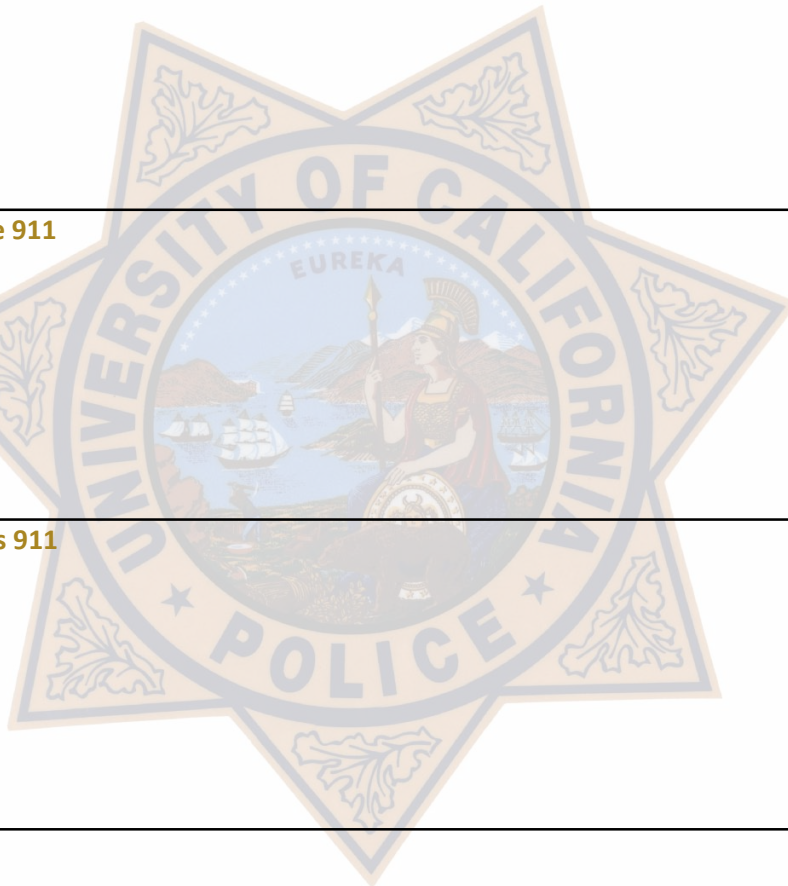 UNIVERSITY OF CALIFORNIA
e 911
EUREKA
s 911
POLICE